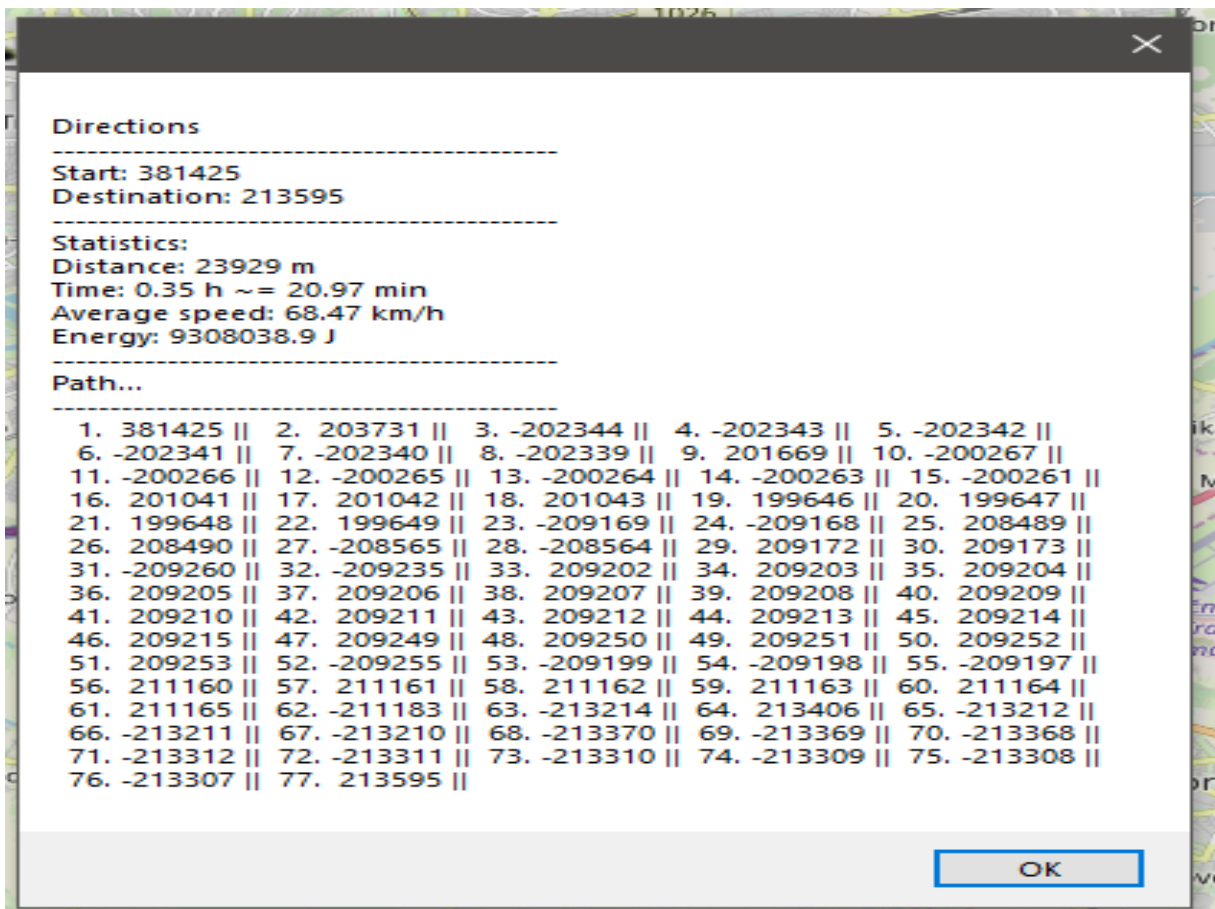 1026
Directions
--------------------------------------------
Start: 381425
Destination: 213595
--------------------------------------------
Statistics:
Distance: 23929 m
Time: 0.35 h ~= 20.97 min
Average speed: 68.47 km/h
Energy: 9308038.9 J
--------------------------------------------
Path...
--------------------------------------------
1. 381425 || 2. 203731 || 3. -202344 || 4. -202343 || 5. -202342 ||
6. -202341 || 7. -202340 || 8. -202339 || 9. 201669 || 10. -200267 ||
11. -200266 || 12. -200265 || 13. -200264 || 14. -200263 || 15. -200261 ||
16. 201041 || 17. 201042 || 18. 201043 || 19. 199646 || 20. 199647 ||
21. 199648 || 22. 199649 || 23. -209169 || 24. -209168 || 25. 208489 ||
26. 208490 || 27. -208565 || 28. -208564 || 29. 209172 || 30. 209173 ||
31. -209260 || 32. -209235 || 33. 209202 || 34. 209203 || 35. 209204 ||
36. 209205 || 37. 209206 || 38. 209207 || 39. 209208 || 40. 209209 ||
41. 209210 || 42. 209211 || 43. 209212 || 44. 209213 || 45. 209214 ||
46. 209215 || 47. 209249 || 48. 209250 || 49. 209251 || 50. 209252 ||
51. 209253 || 52. -209255 || 53. -209199 || 54. -209198 || 55. -209197 ||
56. 211160 || 57. 211161 || 58. 211162 || 59. 211163 || 60. 211164 ||
61. 211165 || 62. -211183 || 63. -213214 || 64. 213406 || 65. -213212 ||
66. -213211 || 67. -213210 || 68. -213370 || 69. -213369 || 70. -213368 ||
71. -213312 || 72. -213311 || 73. -213310 || 74. -213309 || 75. -213308 ||
76. -213307 || 77. 213595 ||
OK